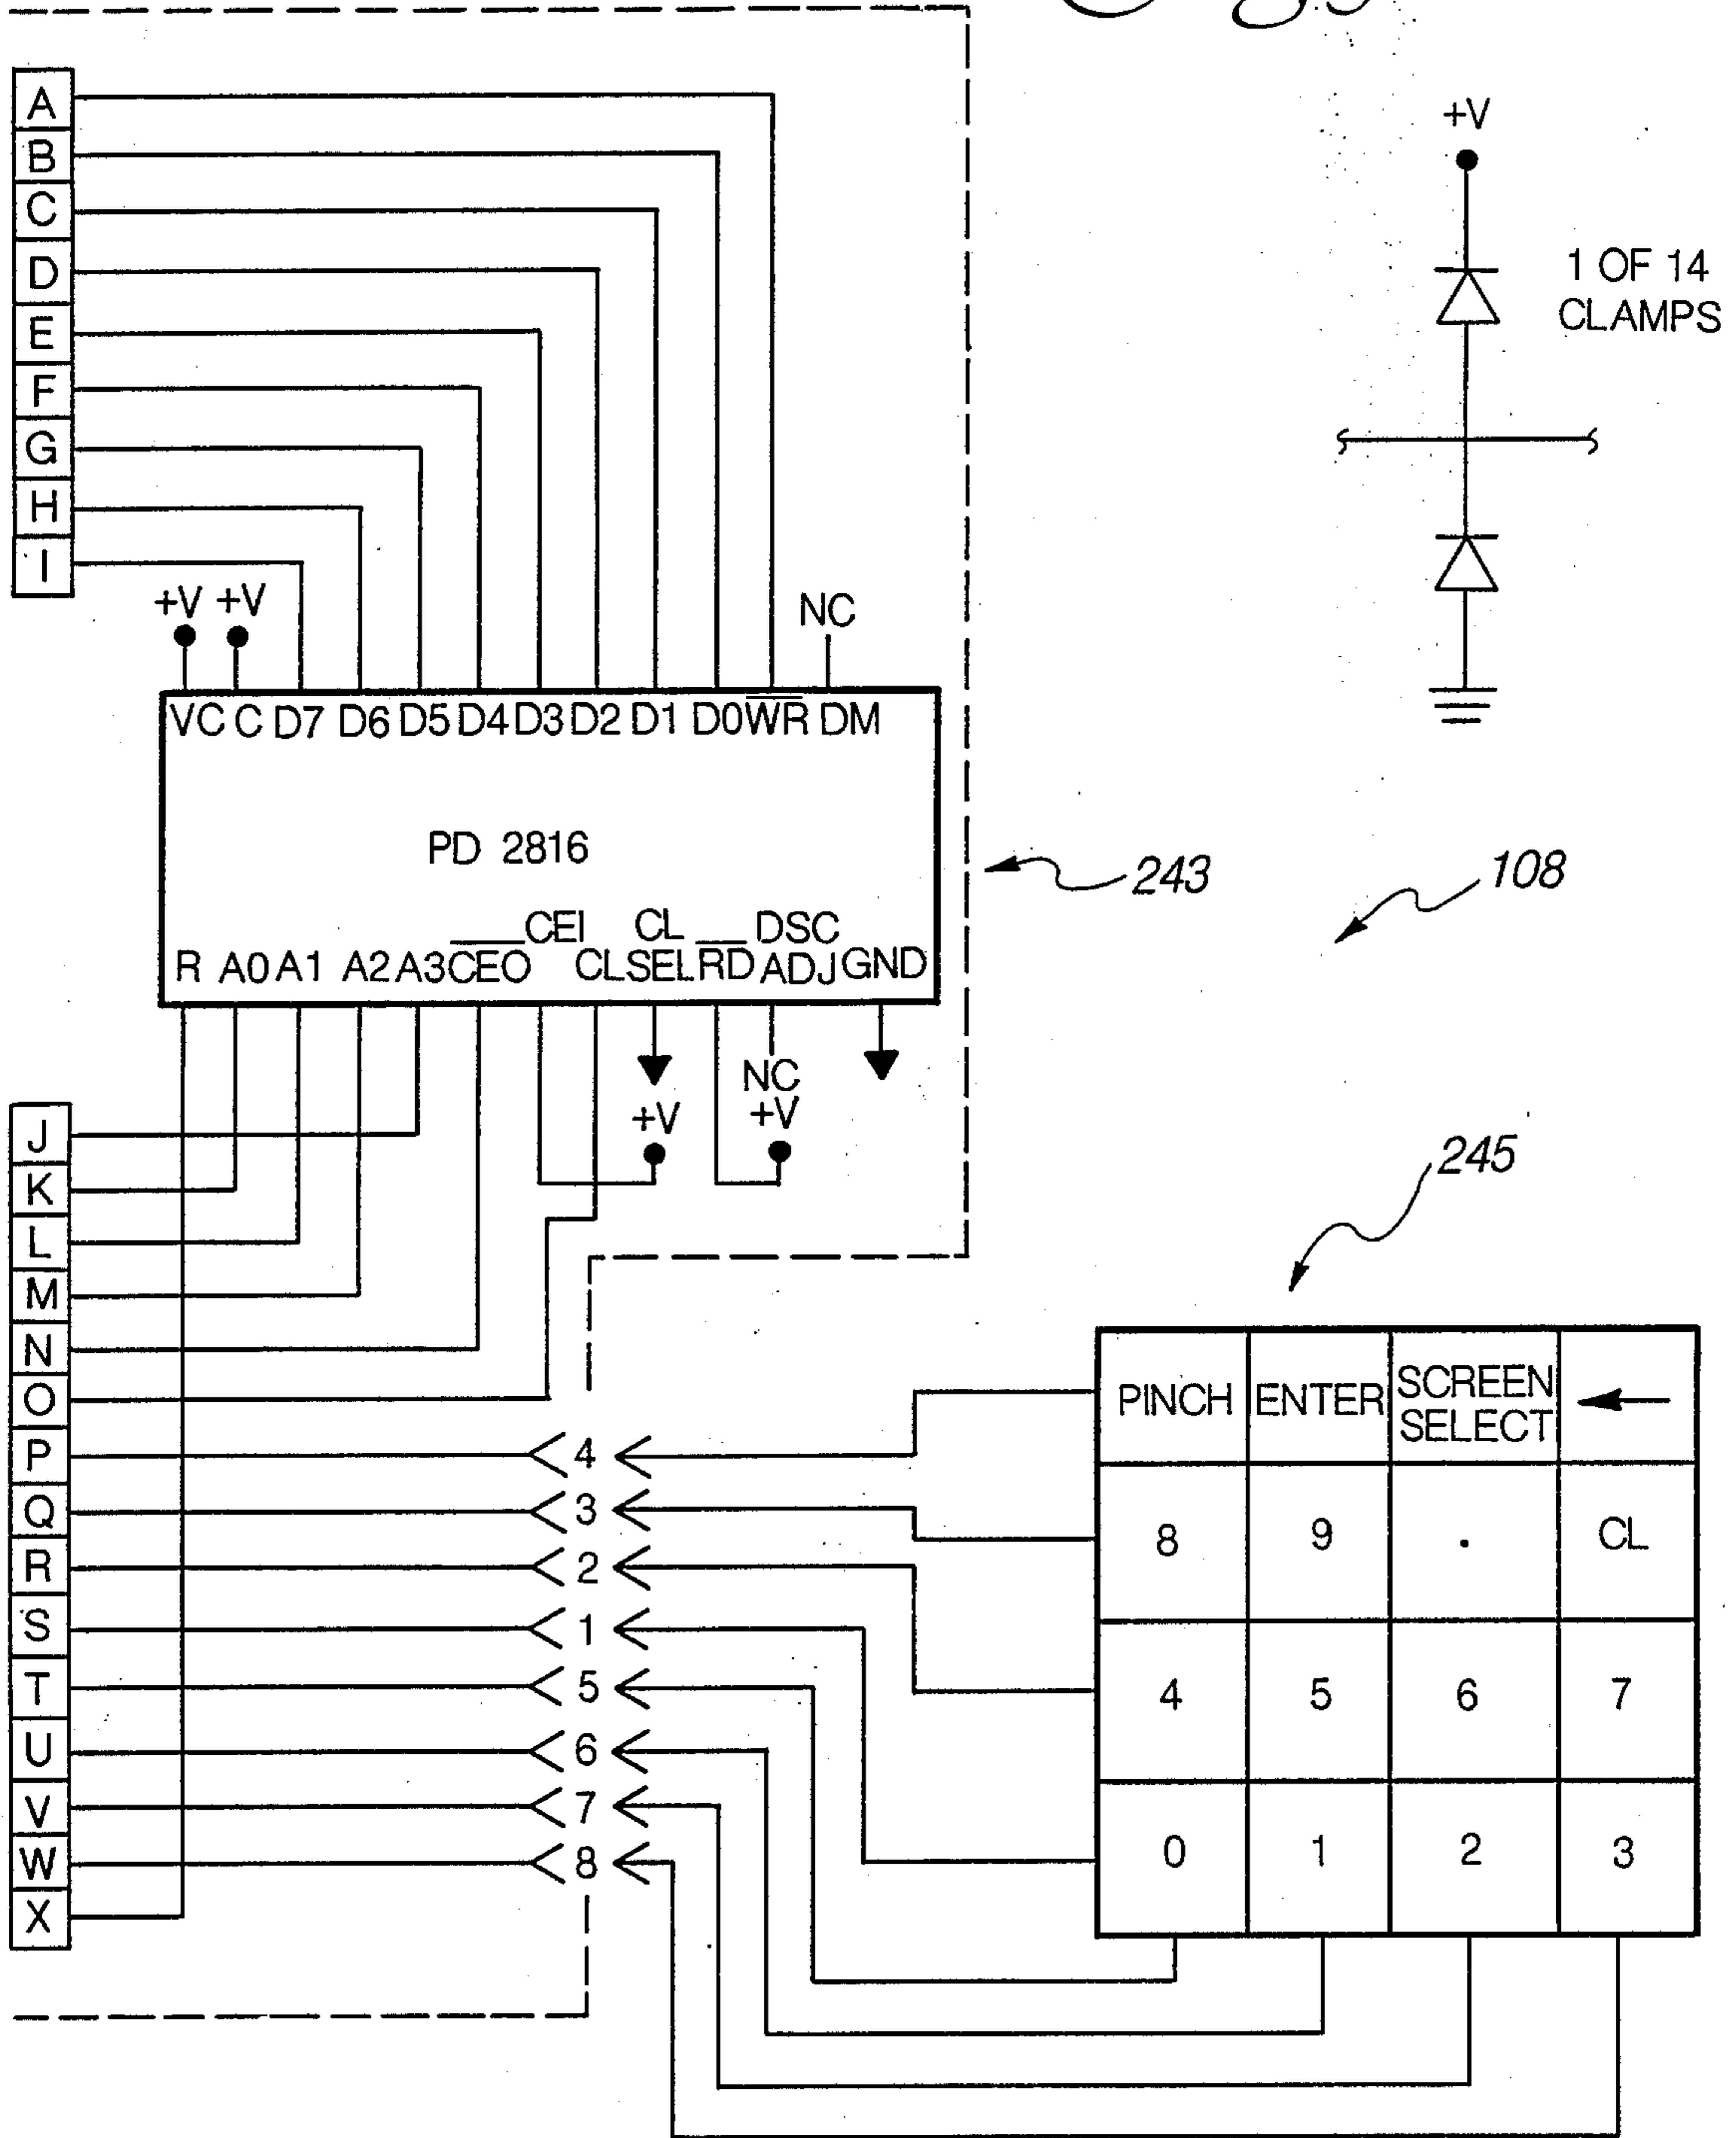 A
B
C
D
E
F
G
H
I
+V +V
NC
VC C D7 D6 D5 D4 D3 D2 D1 D0 WR DM
PD 2816
CEI CL DSC
R A0 A1 A2 A3 CEO CL SEL RD ADJ GND
NC
+V +V
+V
1 OF 14
CLAMPS
243
108
245
J
K
L
M
N
O
P
Q
R
S
T
U
V
W
X
4
3
2
1
5
6
7
8
PINCH ENTER SCREEN
SELECT
8 9 . CL
4 5 6 7
0 1 2 3